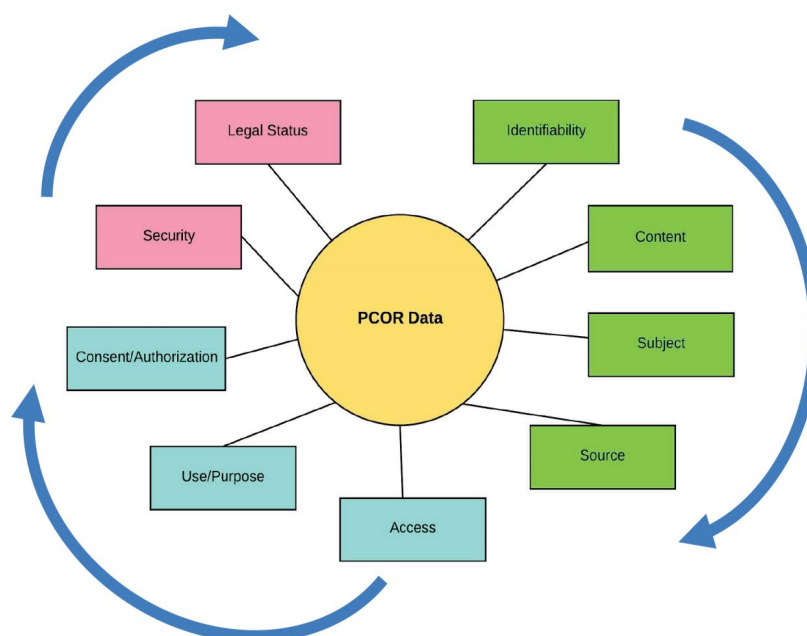 Legal Status
Identifiability
Security
Content
PCOR Data
Consent/Authorization
Subject
Use/Purpose
Source
Access